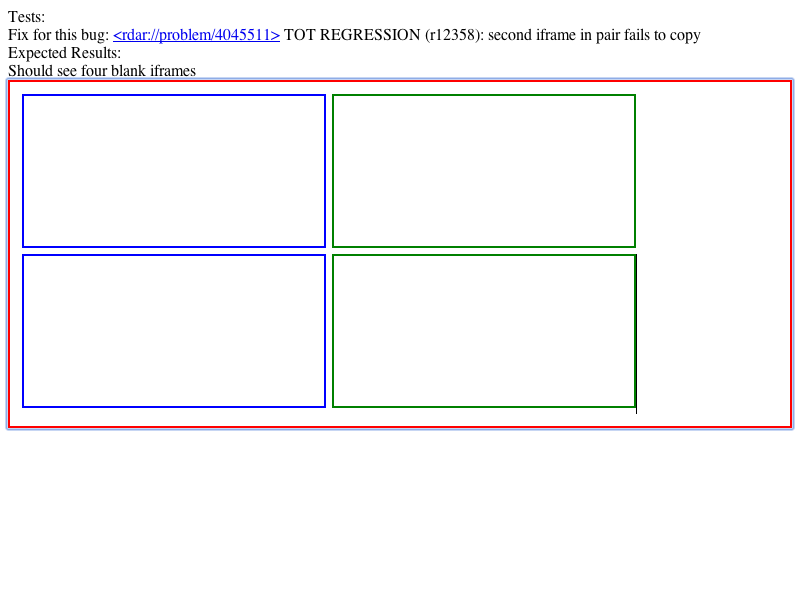 Tests:
Fix for this bug: <rdar://problem/4045511> TOT REGRESSION (r12358): second iframe in pair fails to copy
Expected Results:
Should see four blank iframes